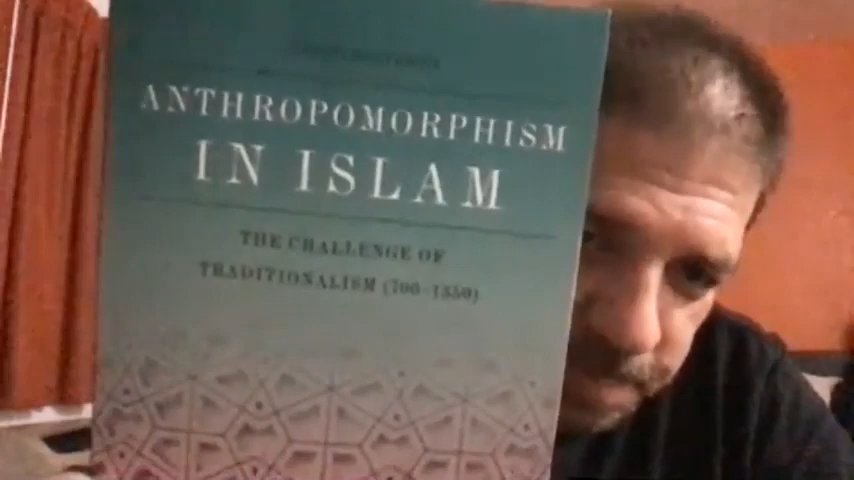 ANTHROPOMORPHISM
IN ISLAM
THE CHALLENGE OF
TRADITIONALISM (700–1350)